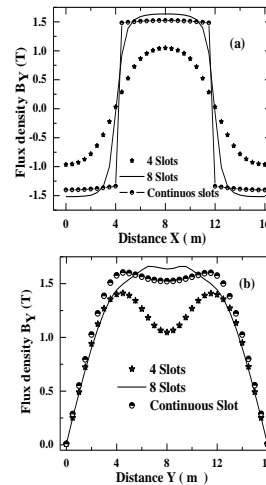 Flux density B_Y (T)
1.5
1.0
0.5
0.0
-0.5
-1.0
-1.5
(a)
4 Slots
8 Slots
Continuos slots
0 4 8 12 16
Distance X ( m)
Flux density B_Y (T)
1.5
1.0
0.5
0.0
(b)
4 Slots
8 Slots
Continuous Slot
0 4 8 12 16
Distance Y ( m )